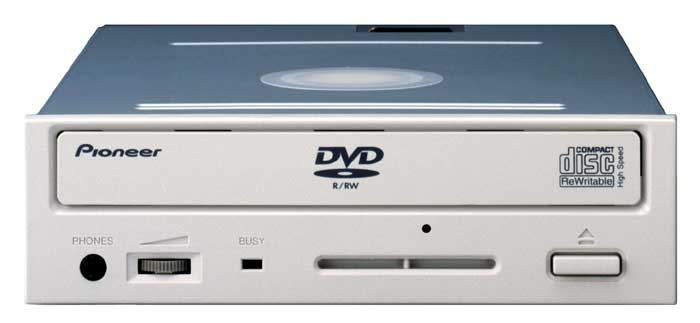 Pioneer
DVD
R/RW
COMPACT
disc
ReWritable
High Speed
PHONES
BUSY